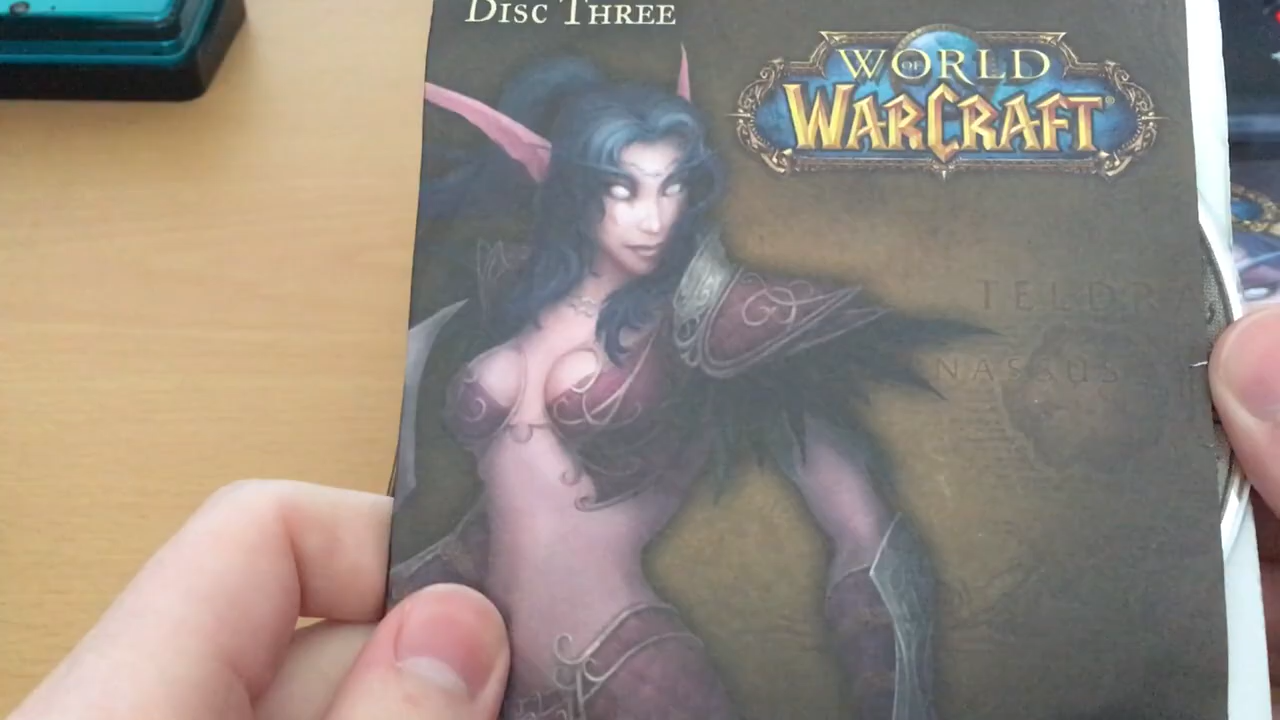 Disc Three
WORLD
OF
WARCRAFT®
TELDRA
NASSUS